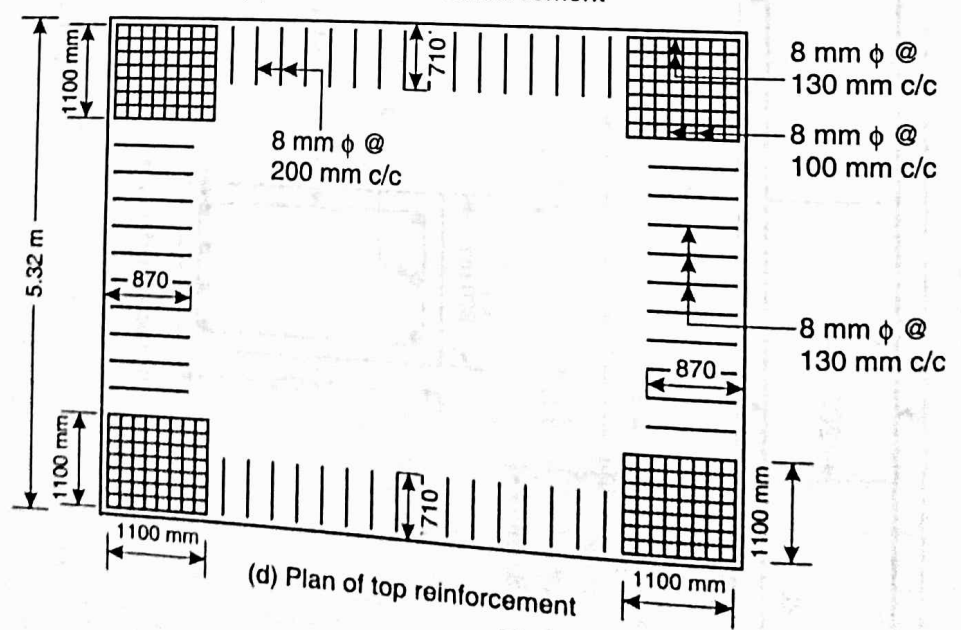 1100 mm
710
8 mm ϕ @
130 mm c/c
8 mm ϕ @
200 mm c/c
8 mm ϕ @
100 mm c/c
5.32 m
870
8 mm ϕ @
130 mm c/c
870
1100 mm
710
1100 mm
1100 mm
(d) Plan of top reinforcement
1100 mm